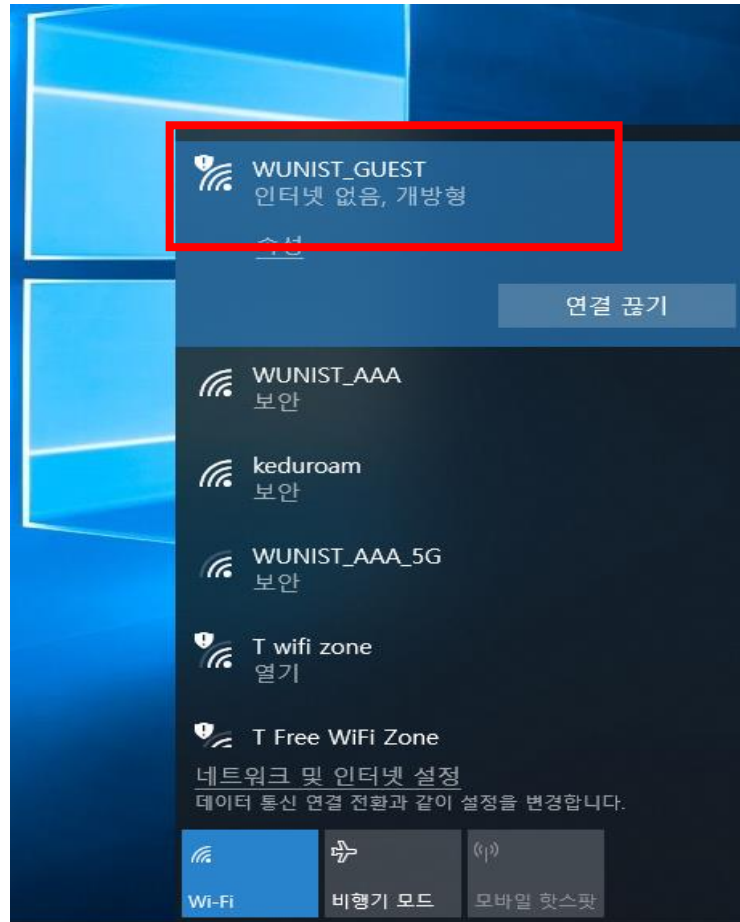 WUNIST_GUEST
인터넷 없음, 개방형
속성
연결 끊기
WUNIST_AAA
보안
keduroam
보안
WUNIST_AAA_5G
보안
T wifi zone
열기
T Free WiFi Zone
네트워크 및 인터넷 설정
데이터 통신 연결 전환과 같이 설정을 변경합니다.
Wi-Fi
비행기 모드
모바일 핫스팟